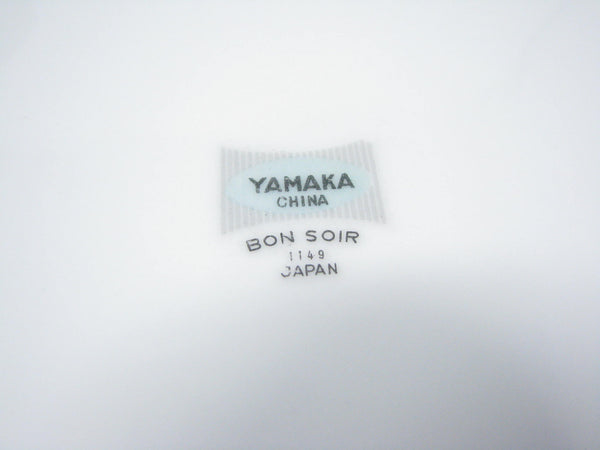 YAMAKA
CHINA
BON SOIR
1149
JAPAN